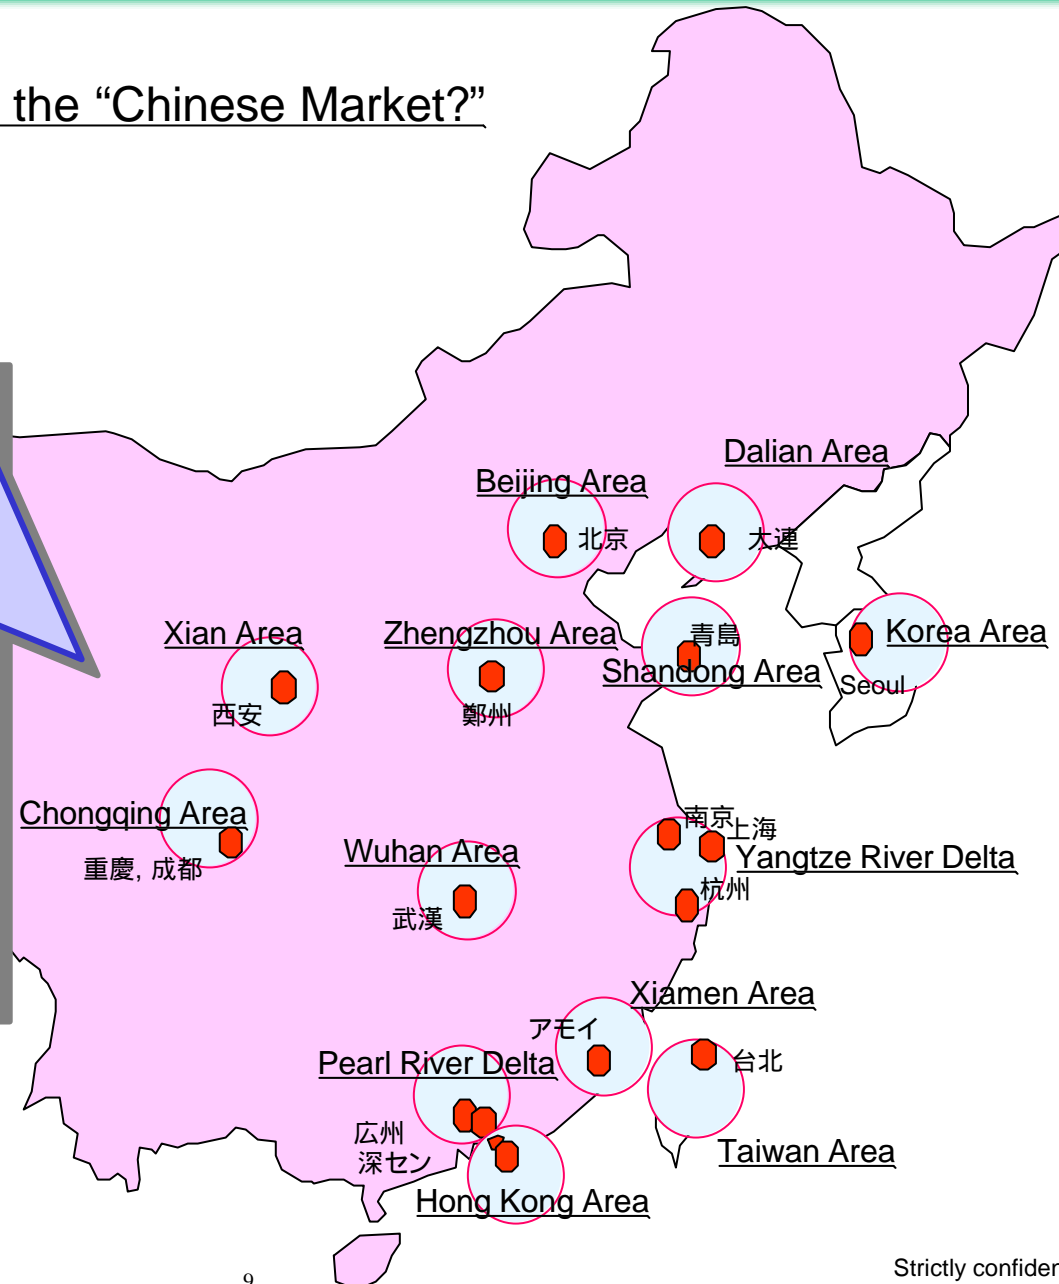 the “Chinese Market?”
Dalian Area
Beijing Area
北京
大連
Xian Area
Zhengzhou Area
青島
Korea Area
Shandong Area
Seoul
西安
鄭州
Chongqing Area
南京
上海
重慶, 成都
Wuhan Area
Yangtze River Delta
杭州
武漢
Xiamen Area
アモイ
Pearl River Delta
台北
広州
深セン
Taiwan Area
Hong Kong Area
9
Strictly confiden